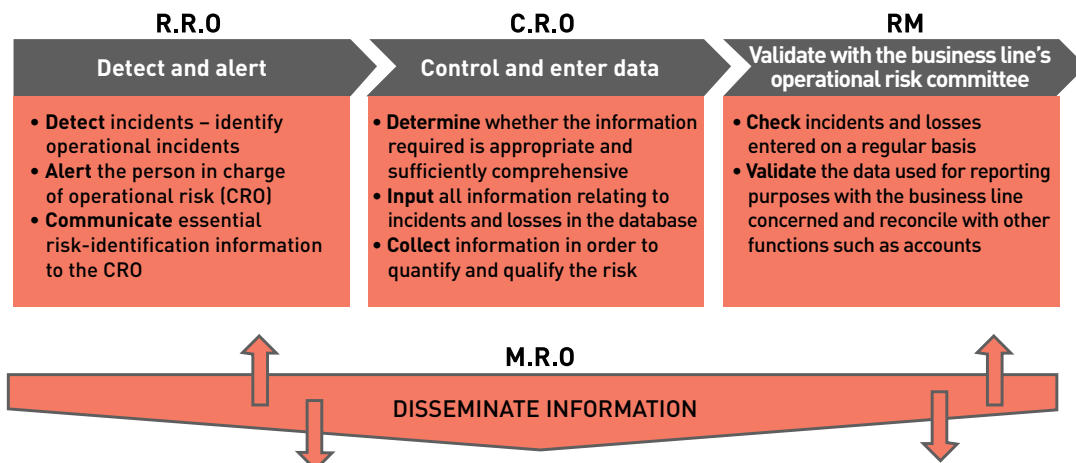 R.R.O
Detect and alert
• Detect incidents – identify
operational incidents
• Alert the person in charge
of operational risk (CRO)
• Communicate essential
risk-identification information
to the CRO
C.R.O
Control and enter data
• Determine whether the information
required is appropriate and
sufficiently comprehensive
• Input all information relating to
incidents and losses in the database
• Collect information in order to
quantify and qualify the risk
RM
Validate with the business line's
operational risk committee
• Check incidents and losses
entered on a regular basis
• Validate the data used for reporting
purposes with the business line
concerned and reconcile with other
functions such as accounts
M.R.O
DISSEMINATE INFORMATION